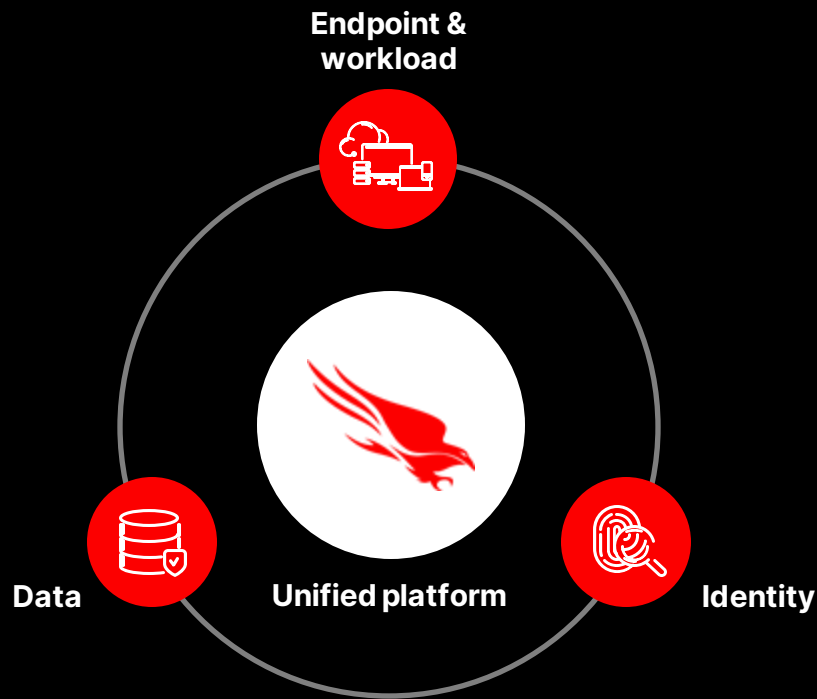 Endpoint &
workload
Data
Unified platform
Identity